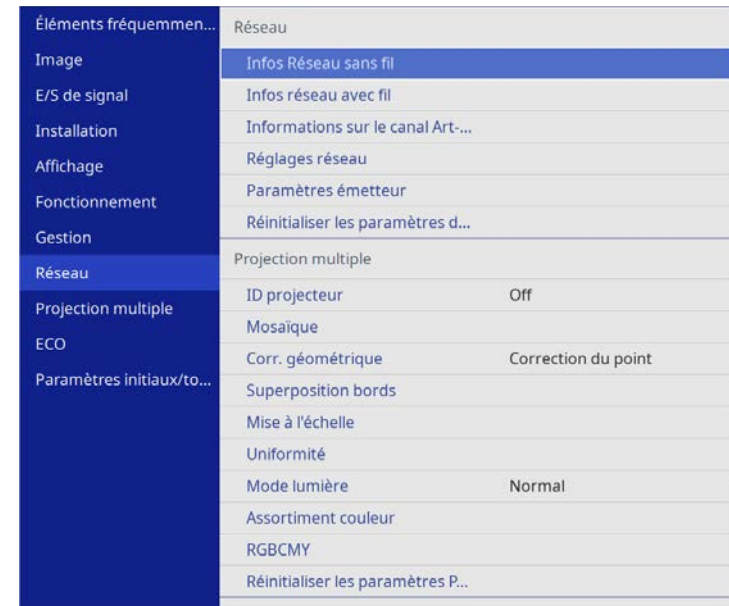 Éléments fréquemmen...
Image
E/S de signal
Installation
Affichage
Fonctionnement
Gestion
Réseau
Projection multiple
ECO
Paramètres initiaux/to...
Réseau
Infos Réseau sans fil
Infos réseau avec fil
Informations sur le canal Art-...
Réglages réseau
Paramètres émetteur
Réinitialiser les paramètres d...
Projection multiple
ID projecteur Off
Mosaïque
Corr. géométrique Correction du point
Superposition bords
Mise à l'échelle
Uniformité
Mode lumière Normal
Assortiment couleur
RGBCMY
Réinitialiser les paramètres P...